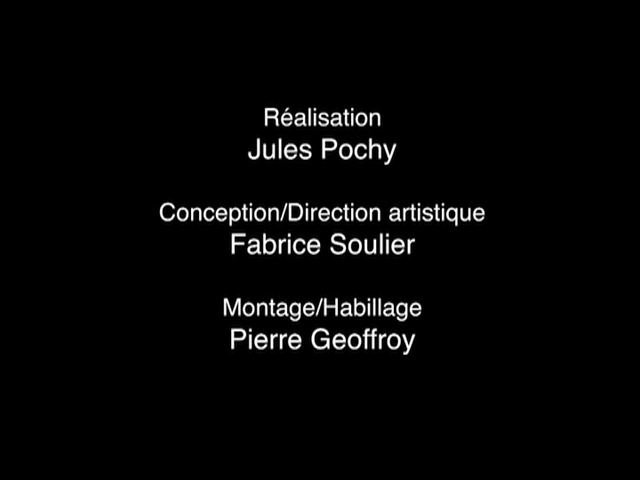 Réalisation
Jules Pochy
Conception/Direction artistique
Fabrice Soulier
Montage/Habillage
Pierre Geoffroy